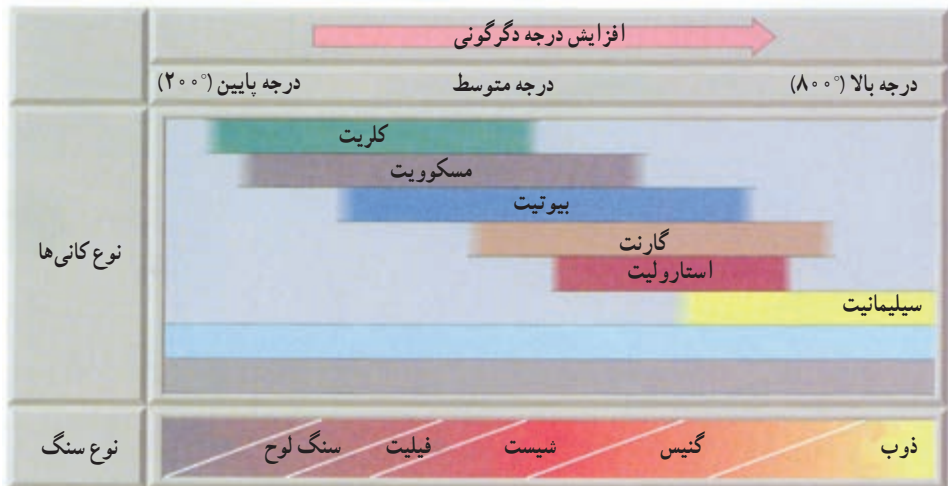 افزایش درجه دگرگونی
درجه بالا (۸۰۰°) درجه متوسط درجه پایین (۲۰۰°)
کلریت
مسکوویت
بیوتیت
گارنت
استارولیت
سیلیمانیت
نوع کانی‌ها
ذوب گنیس شیست فیلیت سنگ لوح نوع سنگ